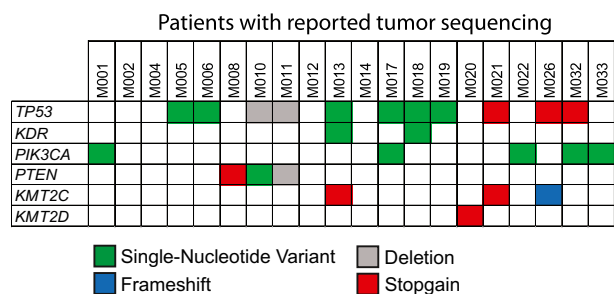 Patients with reported tumor sequencing
M001 M002 M004 M005 M006 M008 M010 M011 M012 M013 M014 M017 M018 M019 M020 M021 M022 M026 M032 M033
TP53
KDR
PIK3CA
PTEN
KMT2C
KMT2D
Single-Nucleotide Variant Deletion
Frameshift Stopgain